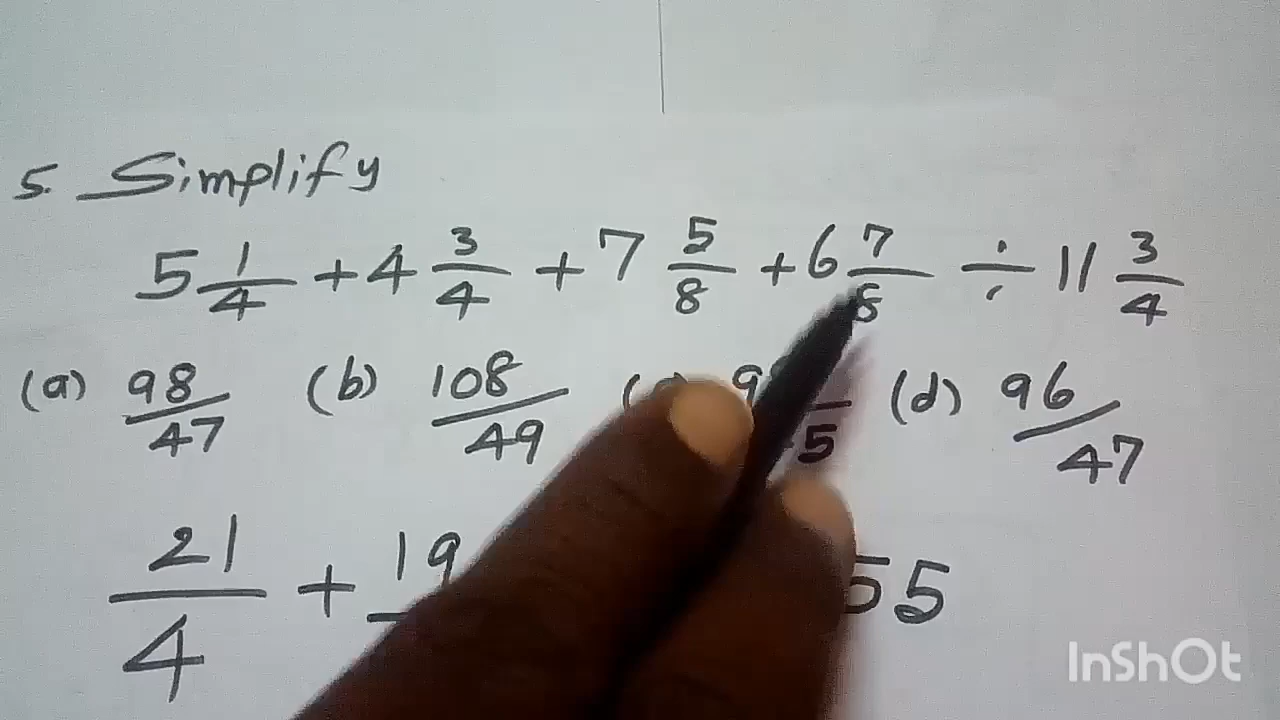 5. Simplify
5 1/4 + 4 3/4 + 7 5/8 + 6 7/8 ÷ 11 3/4
(a) 98/47 (b) 108/49 (d) 96/47
21/4 + 19 55
InShOt